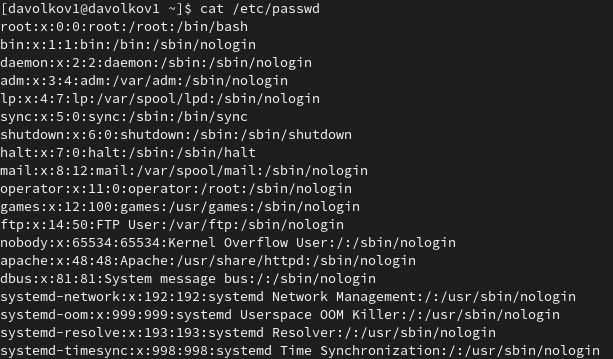 [davolkov1@davolkov1 ~]$ cat /etc/passwd
root:x:0:0:root:/root:/bin/bash
bin:x:1:1:bin:/bin:/sbin/nologin
daemon:x:2:2:daemon:/sbin:/sbin/nologin
adm:x:3:4:adm:/var/adm:/sbin/nologin
lp:x:4:7:lp:/var/spool/lpd:/sbin/nologin
sync:x:5:0:sync:/sbin:/bin/sync
shutdown:x:6:0:shutdown:/sbin:/sbin/shutdown
halt:x:7:0:halt:/sbin:/sbin/halt
mail:x:8:12:mail:/var/spool/mail:/sbin/nologin
operator:x:11:0:operator:/root:/sbin/nologin
games:x:12:100:games:/usr/games:/sbin/nologin
ftp:x:14:50:FTP User:/var/ftp:/sbin/nologin
nobody:x:65534:65534:Kernel Overflow User:/:/sbin/nologin
apache:x:48:48:Apache:/usr/share/httpd:/sbin/nologin
dbus:x:81:81:System message bus:/:/sbin/nologin
systemd-network:x:192:192:systemd Network Management:/:/usr/sbin/nologin
systemd-oom:x:999:999:systemd Userspace OOM Killer:/:/usr/sbin/nologin
systemd-resolve:x:193:193:systemd Resolver:/:/usr/sbin/nologin
systemd-timesync:x:998:998:systemd Time Synchronization:/:/usr/sbin/nologin